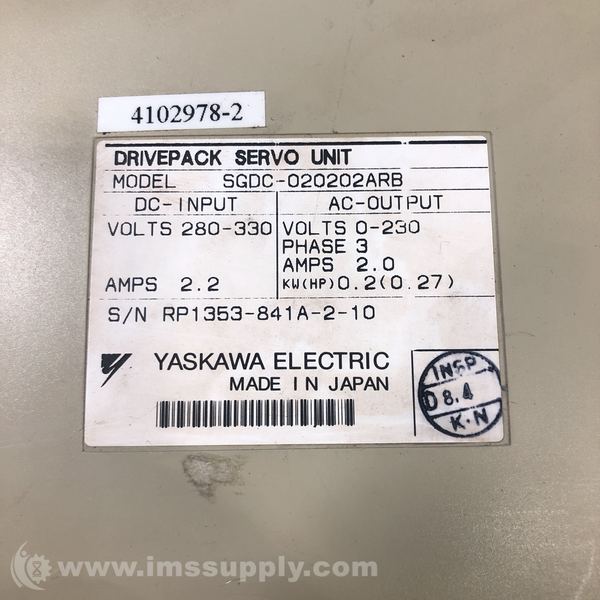 4102978-2
DRIVEPACK SERVO UNIT
MODEL SGDC-020202ARB
DC-INPUT AC-OUTPUT
VOLTS 280-330 VOLTS 0-230
PHASE 3
AMPS 2.0
AMPS 2.2 KW(HP)0.2(0.27)
S/N RP1353-841A-2-10
YASKAWA ELECTRIC
MADE IN JAPAN
INSP
08.4
K·N
www.imssupply.com